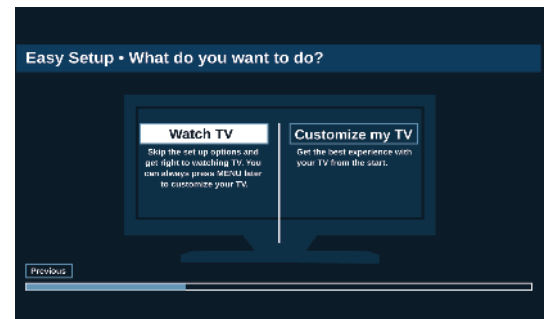 Easy Setup • What do you want to do?
Watch TV
Skip the set up options and
get right to watching TV. You
can always press MENU later
to customize your TV.
Customize my TV
Get the best experience with
your TV from the start.
Previous